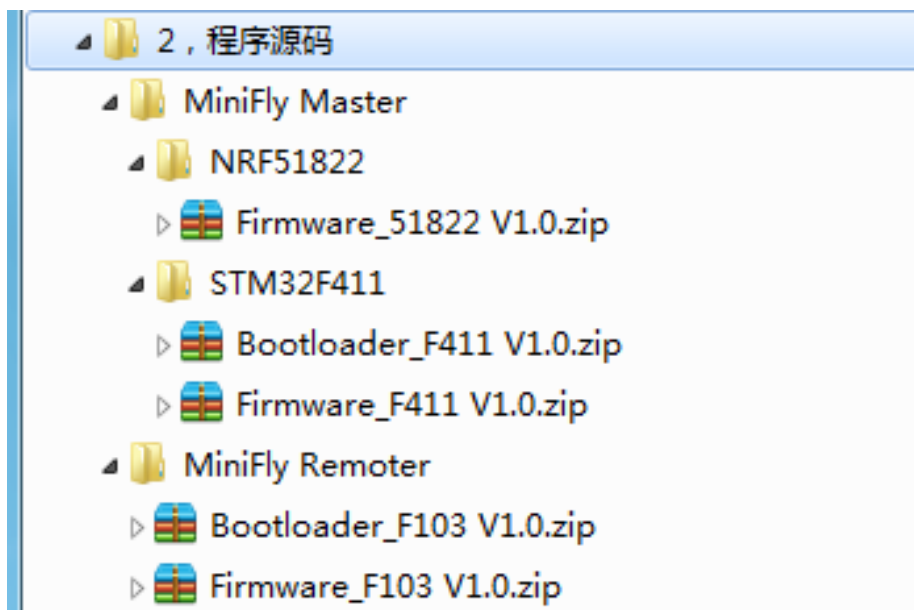 2，程序源码
MiniFly Master
NRF51822
Firmware_51822 V1.0.zip
STM32F411
Bootloader_F411 V1.0.zip
Firmware_F411 V1.0.zip
MiniFly Remoter
Bootloader_F103 V1.0.zip
Firmware_F103 V1.0.zip